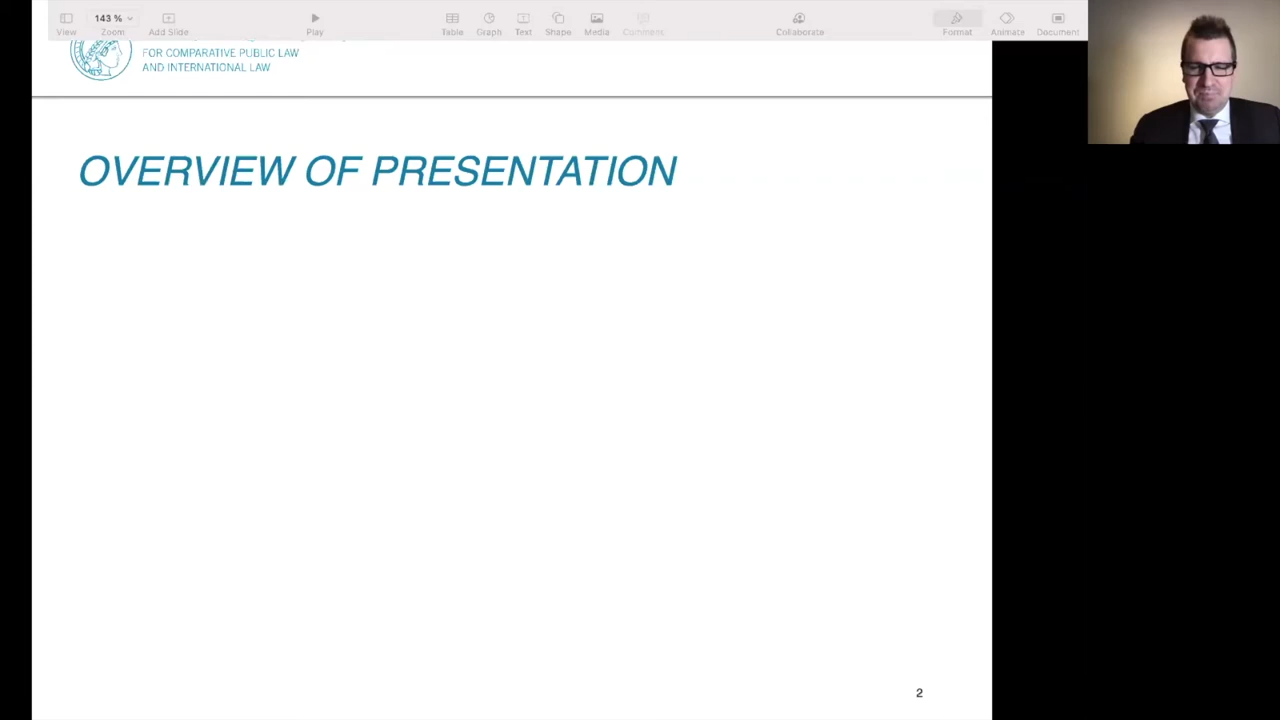 143 %
View
Zoom
Add Slide
Play
Table
Graph
Text
Shape
Media
Comment
Collaborate
Format
Animate
Document
FOR COMPARATIVE PUBLIC LAW
AND INTERNATIONAL LAW
OVERVIEW OF PRESENTATION
2